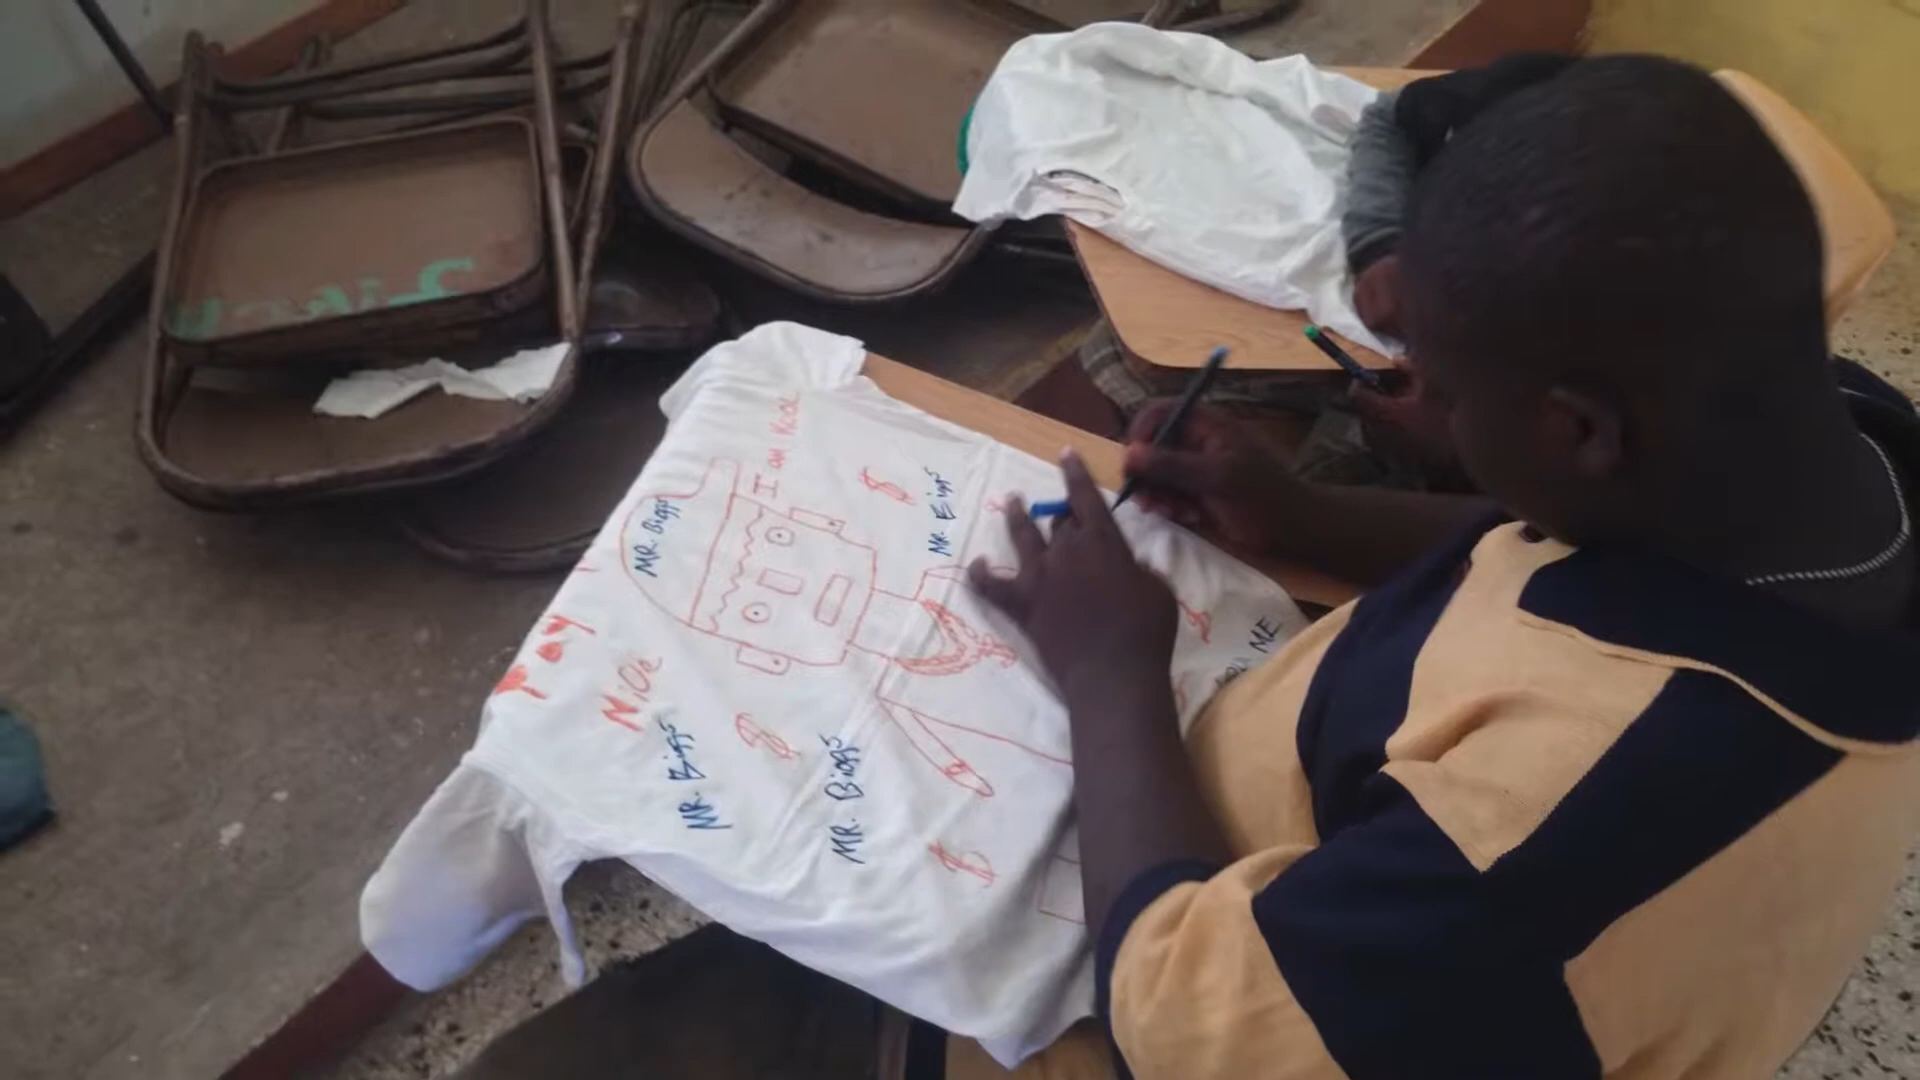 I am Kool
MR. Biggs
$
MR. Biggs
NiCe
$
MR. Biggs
MR. Biggs
$
ME